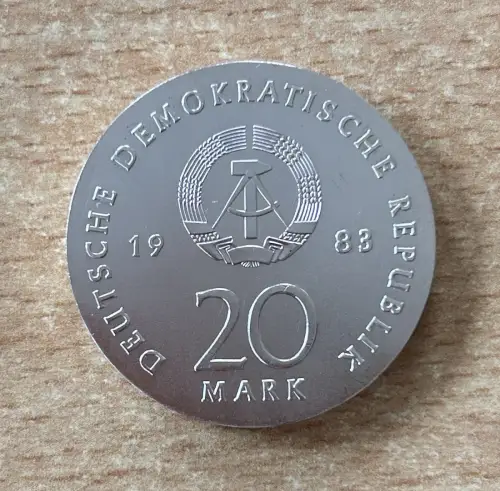 DEUTSCHE DEMOKRATISCHE REPUBLIK
19 83
20
MARK